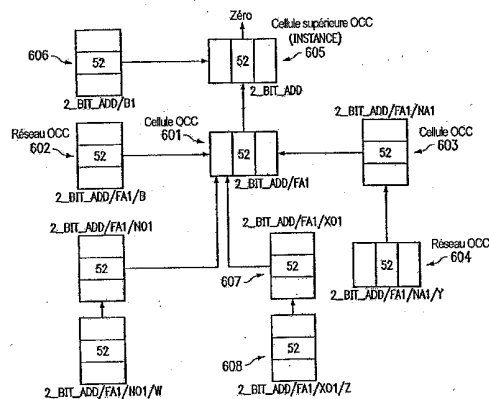 Zéro
Cellule supérieure OCC
(INSTANCE)
605
606
52
52
2_BIT_ADD
2_BIT_ADD/B1
Réseau OCC
602
52
2_BIT_ADD/FA1/B
Cellule OCC
601
52
2_BIT_ADD/FA1
2_BIT_ADD/FA1/NA1
Cellule OCC
603
52
2_BIT_ADD/FA1/NO1
52
2_BIT_ADD/FA1/XO1
607
52
Réseau OCC
604
52
2_BIT_ADD/FA1/NA1/Y
52
2_BIT_ADD/FA1/NO1/W
608
52
2_BIT_ADD/FA1/XO1/Z